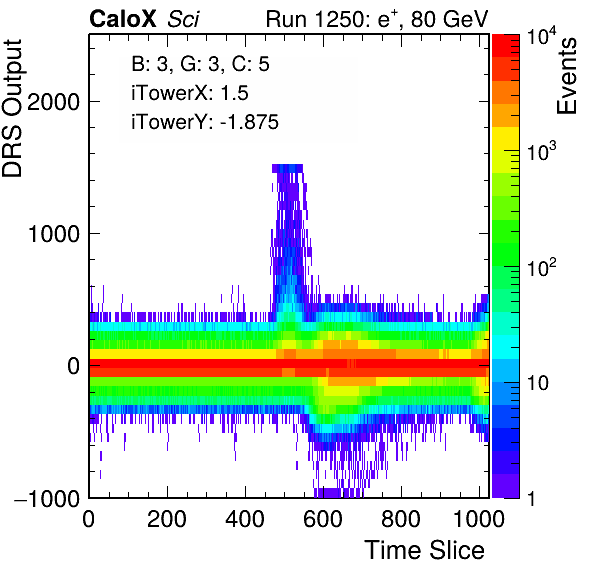 CaloX Sci Run 1250: e+, 80 GeV
B: 3, G: 3, C: 5
iTowerX: 1.5
iTowerY: -1.875
DRS Output
2000
1000
0
−1000
0 200 400 600 800 1000
Time Slice
Events
10^4
10^3
10^2
10
1